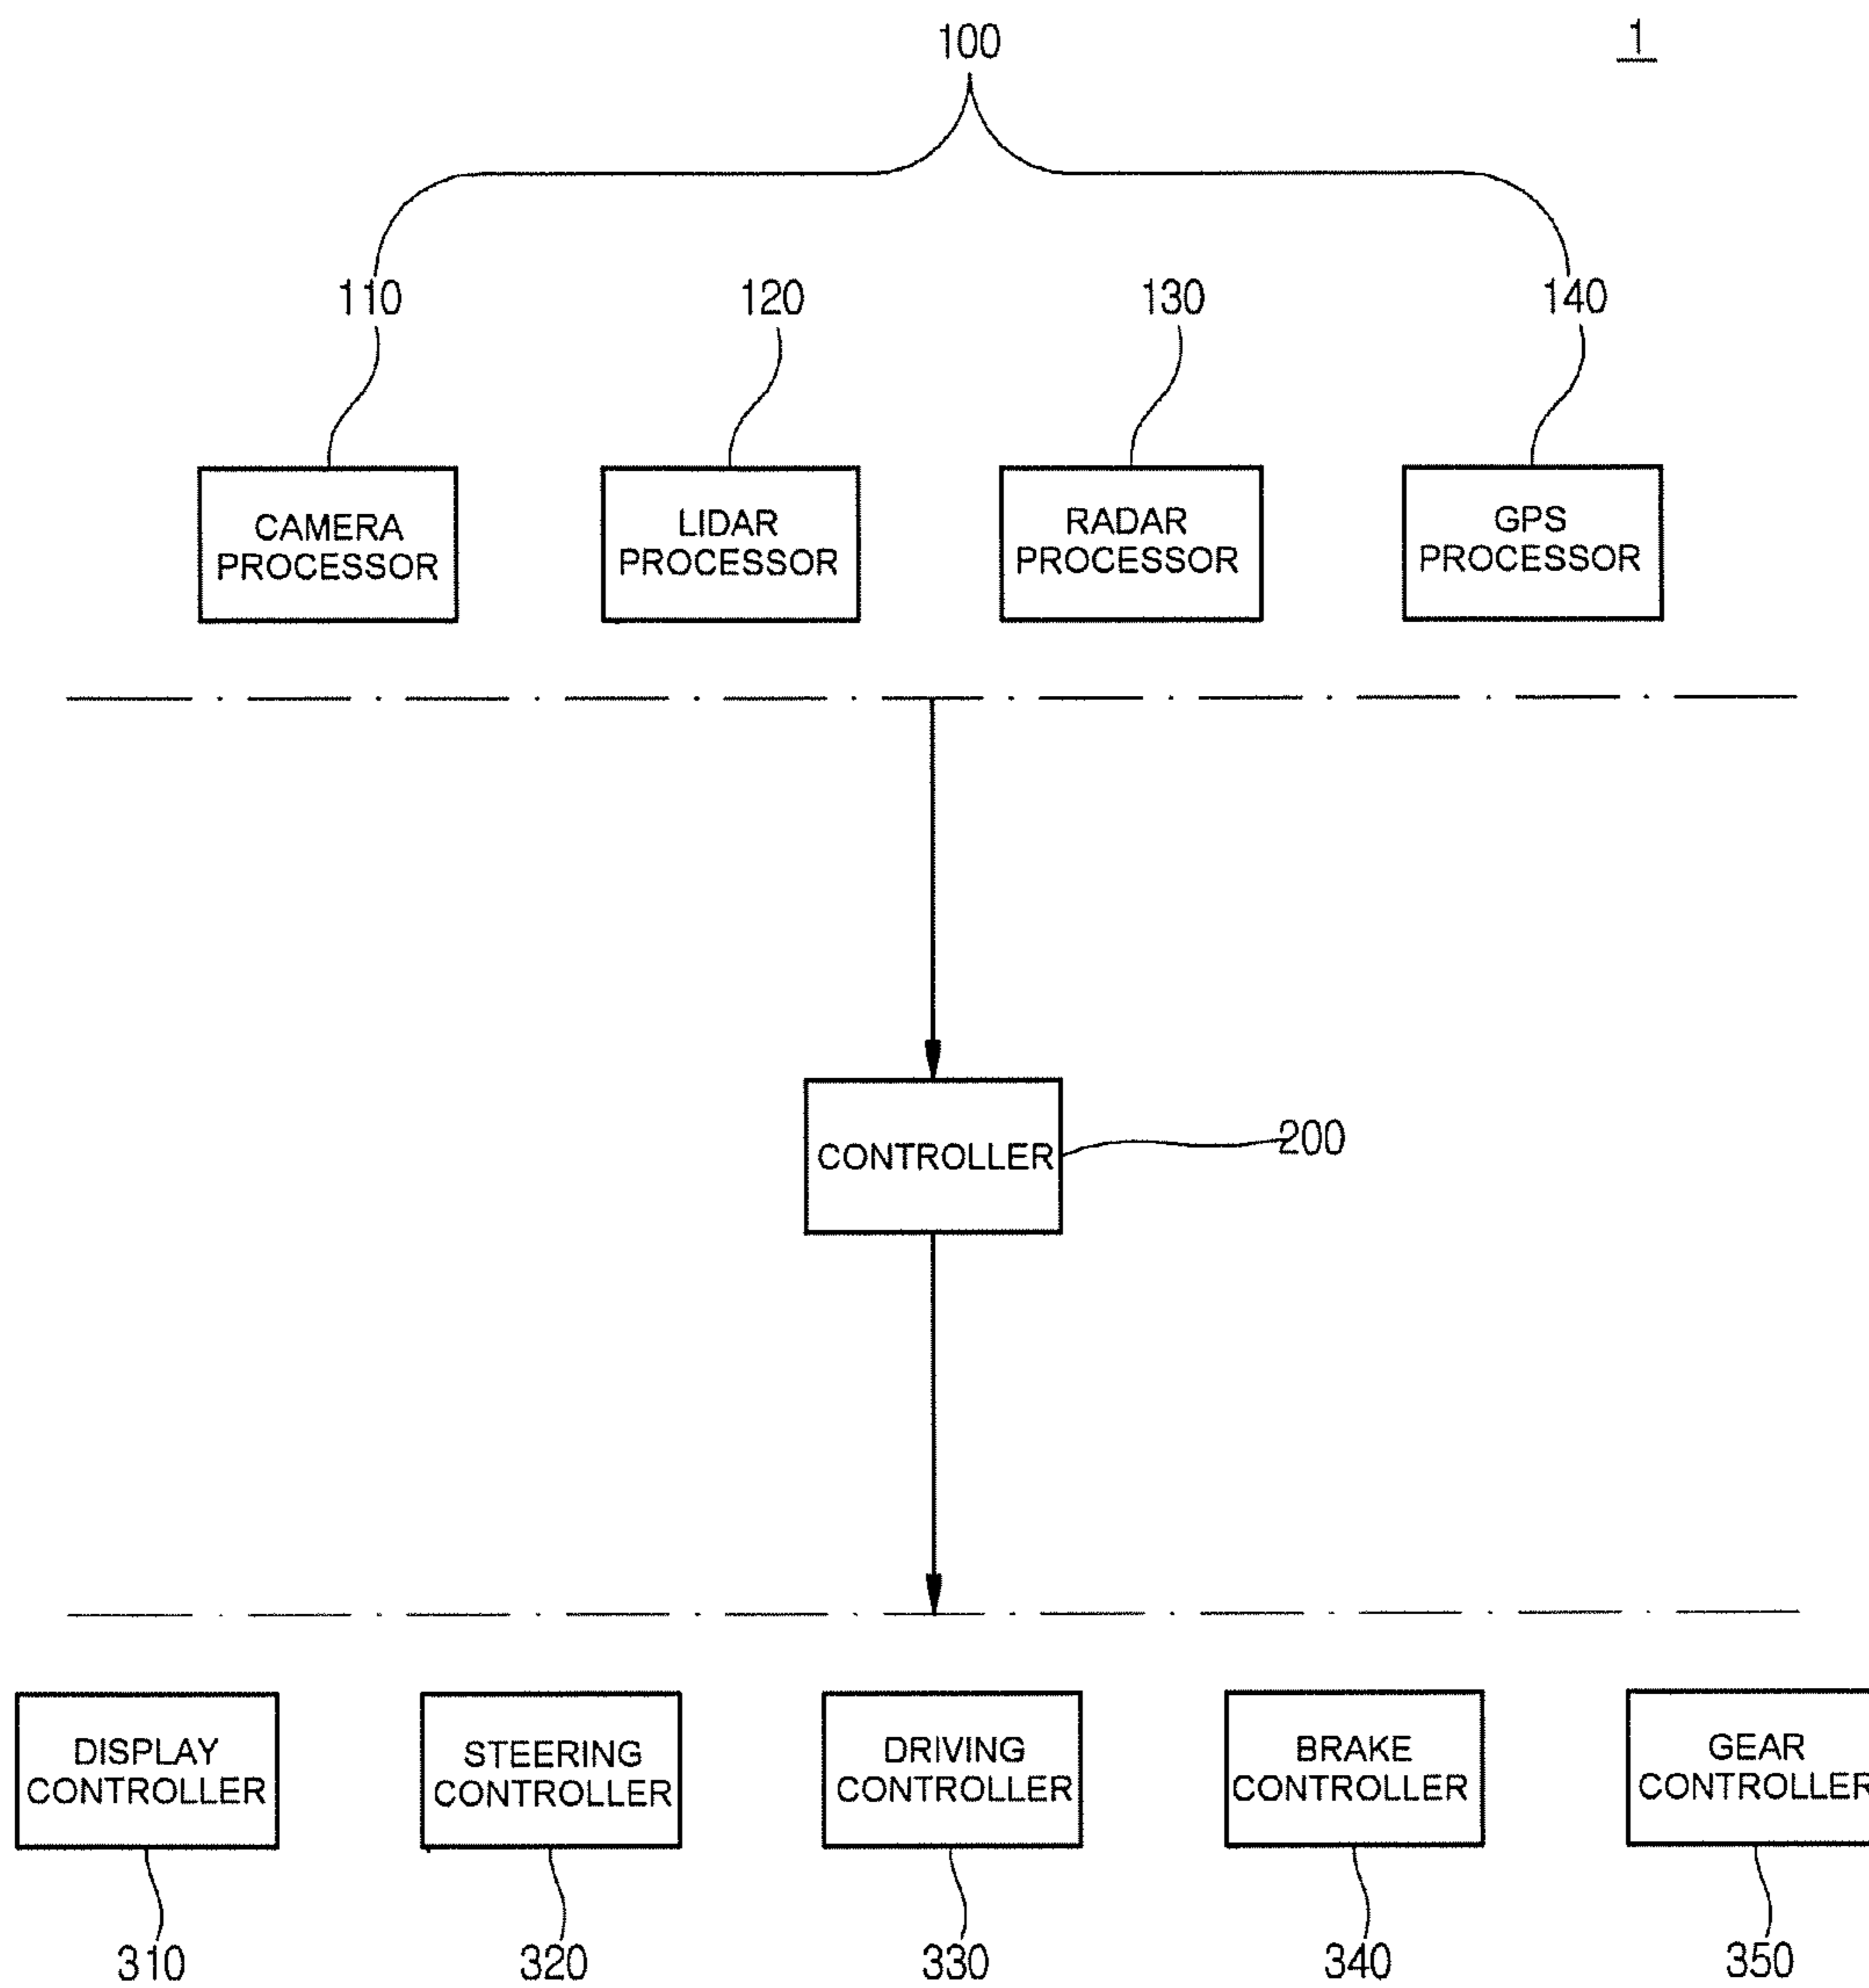 1
100
110
120
130
140
CAMERA
PROCESSOR
LIDAR
PROCESSOR
RADAR
PROCESSOR
GPS
PROCESSOR
CONTROLLER
200
DISPLAY
CONTROLLER
STEERING
CONTROLLER
DRIVING
CONTROLLER
BRAKE
CONTROLLER
GEAR
CONTROLLER
310
320
330
340
350